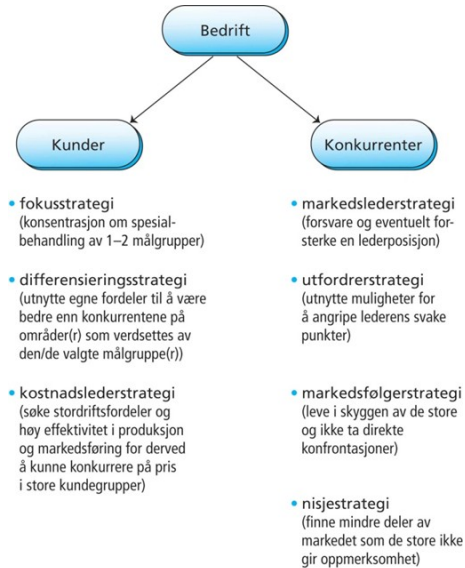 Bedrift
Kunder
Konkurrenter
• fokusstrategi
(konsentrasjon om spesial-
behandling av 1–2 målgrupper)
• differensieringsstrategi
(utnytte egne fordeler til å være
bedre enn konkurrentene på
områder(r) som verdsettes av
den/de valgte målgruppe(r))
• kostnadslederstrategi
(søke stordriftsfordeler og
høy effektivitet i produksjon
og markedsføring for derved
å kunne konkurrere på pris
i store kundegrupper)
• markedslederstrategi
(forsvare og eventuelt for-
sterke en lederposisjon)
• utfordrerstrategi
(utnytte muligheter for
å angripe lederens svake
punkter)
• markedsfølgerstrategi
(leve i skyggen av de store
og ikke ta direkte
konfrontasjoner)
• nisjestrategi
(finne mindre deler av
markedet som de store ikke
gir oppmerksomhet)